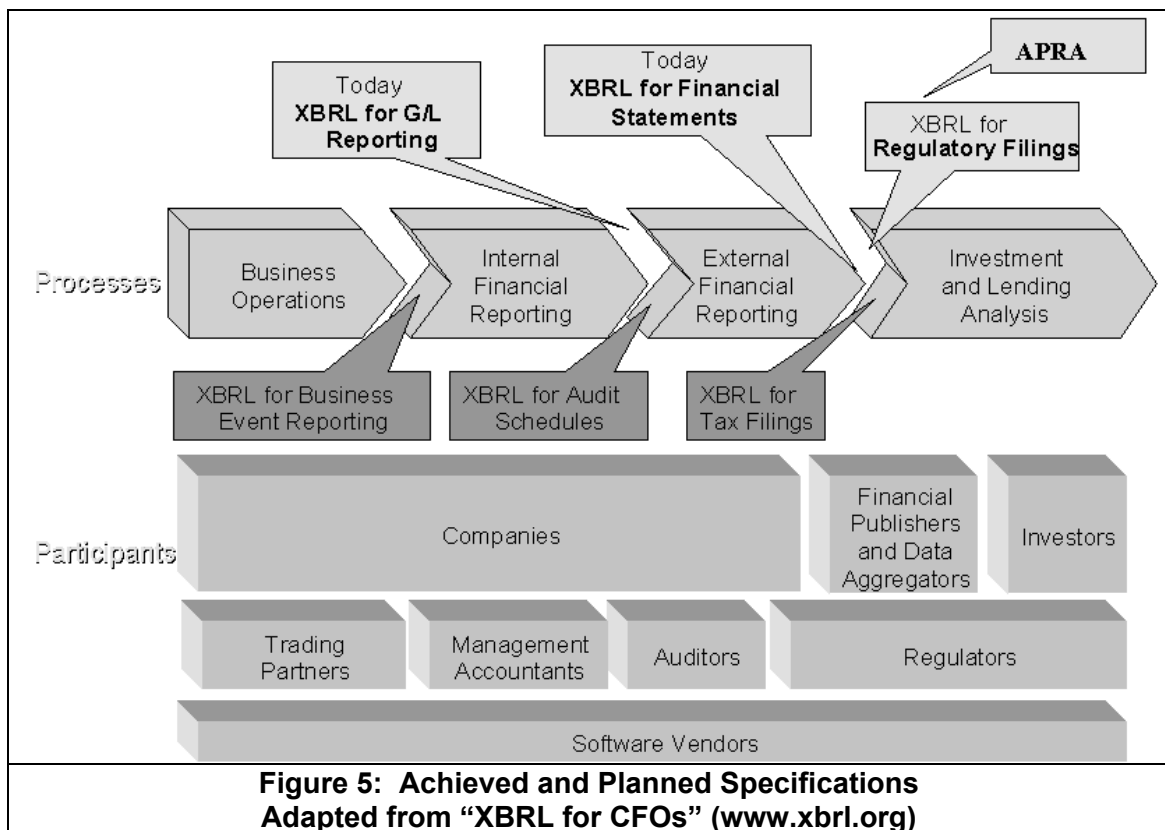 Today
XBRL for G/L
Reporting
Today
XBRL for Financial
Statements
APRA
XBRL for
Regulatory Filings
Processes
Business
Operations
Internal
Financial
Reporting
External
Financial
Reporting
Investment
and Lending
Analysis
XBRL for Business
Event Reporting
XBRL for Audit
Schedules
XBRL for
Tax Filings
Participants
Companies
Financial
Publishers
and Data
Aggregators
Investors
Trading
Partners
Management
Accountants
Auditors
Regulators
Software Vendors
Figure 5: Achieved and Planned Specifications
Adapted from “XBRL for CFOs” (www.xbrl.org)